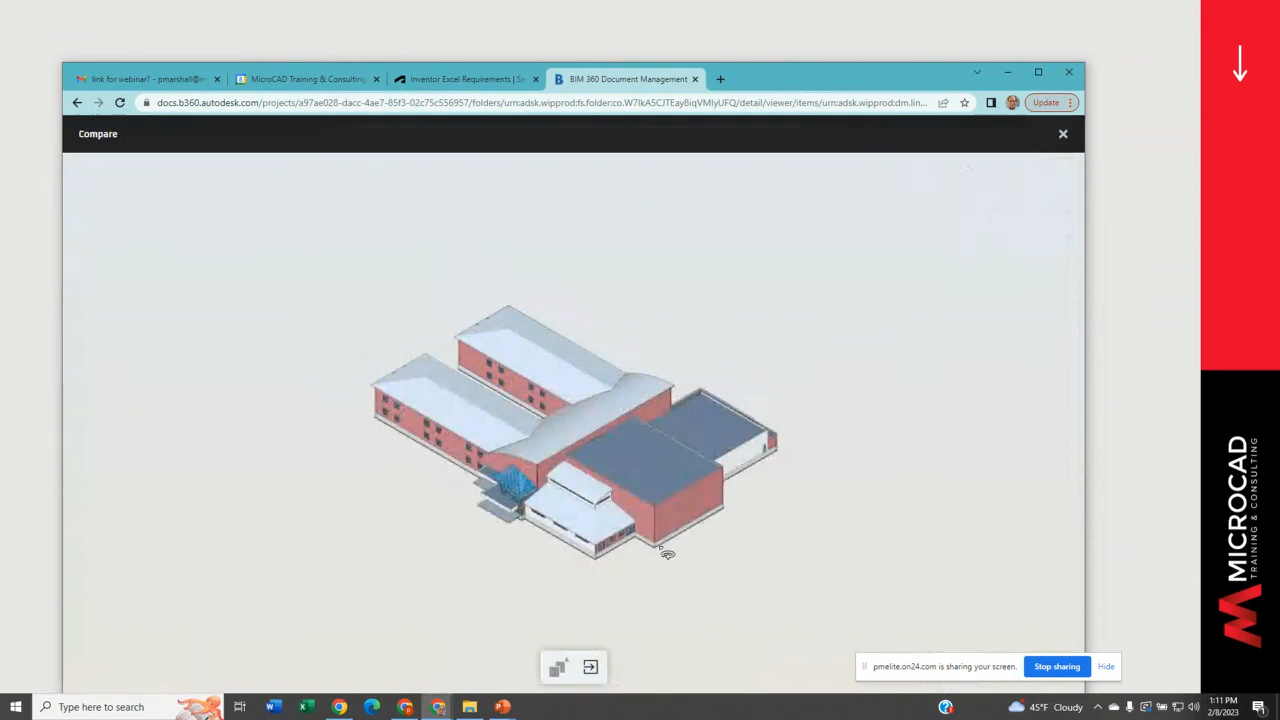 link for webinar? - pmarshall@m
MicroCAD Training & Consulting
Inventor Excel Requirements | Se
BIM 360 Document Management
docs.b360.autodesk.com/projects/a97ae028-dacc-4ae7-85f3-02c75c556957/folders/urn:adsk.wipprod:fs.folder:co.W7IkA5CJTEay8iqVMlyUFQ/detail/viewer/items/urn:adsk.wipprod:dm.lin...
Update
Compare
MICROCAD
TRAINING & CONSULTING
pmelite.on24.com is sharing your screen.
Stop sharing
Hide
Type here to search
45°F Cloudy
1:11 PM
2/8/2023